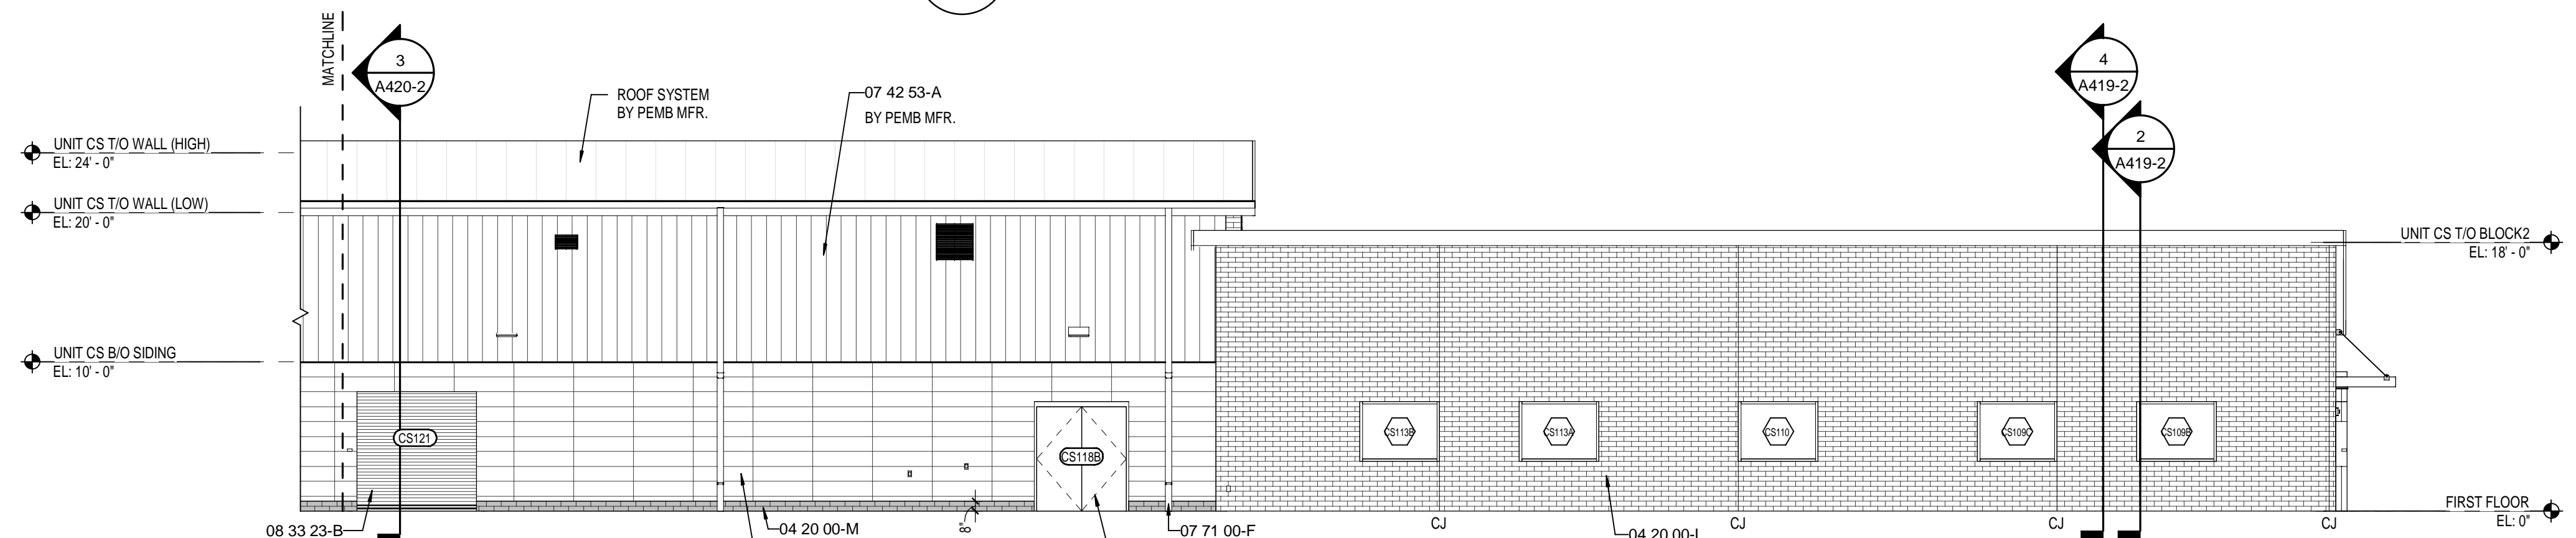 MATCHLINE
3
A420-2
4
A419-2
2
A419-2
ROOF SYSTEM
BY PEMB MFR.
07 42 53-A
BY PEMB MFR.
UNIT CS T/O WALL (HIGH)
EL: 24' - 0"
UNIT CS T/O WALL (LOW)
EL: 20' - 0"
UNIT CS T/O BLOCK2
EL: 18' - 0"
UNIT CS B/O SIDING
EL: 10' - 0"
CS121
CS118B
CS113B
CS113A
CS110
CS109C
CS109B
FIRST FLOOR
EL: 0"
08 33 23-B
04 20 00-M
8"
07 71 00-F
CJ
04 20 00-
CJ
CJ
CJ